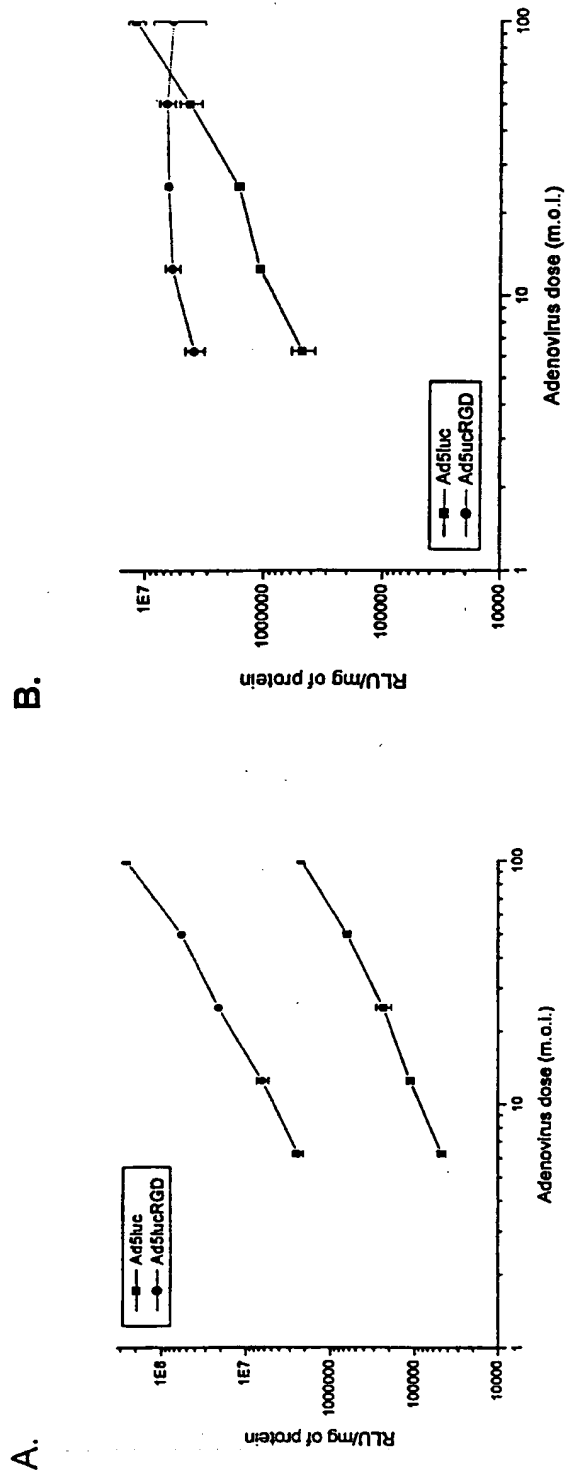 A.
Ad5luc
Ad5lucRGD
1E8
1E7
1000000
100000
10000
RLU/mg of protein
1
10
100
Adenovirus dose (m.o.l.)
B.
1E7
1000000
100000
10000
RLU/mg of protein
Ad5luc
Ad5ucRGD
1
10
100
Adenovirus dose (m.o.l.)